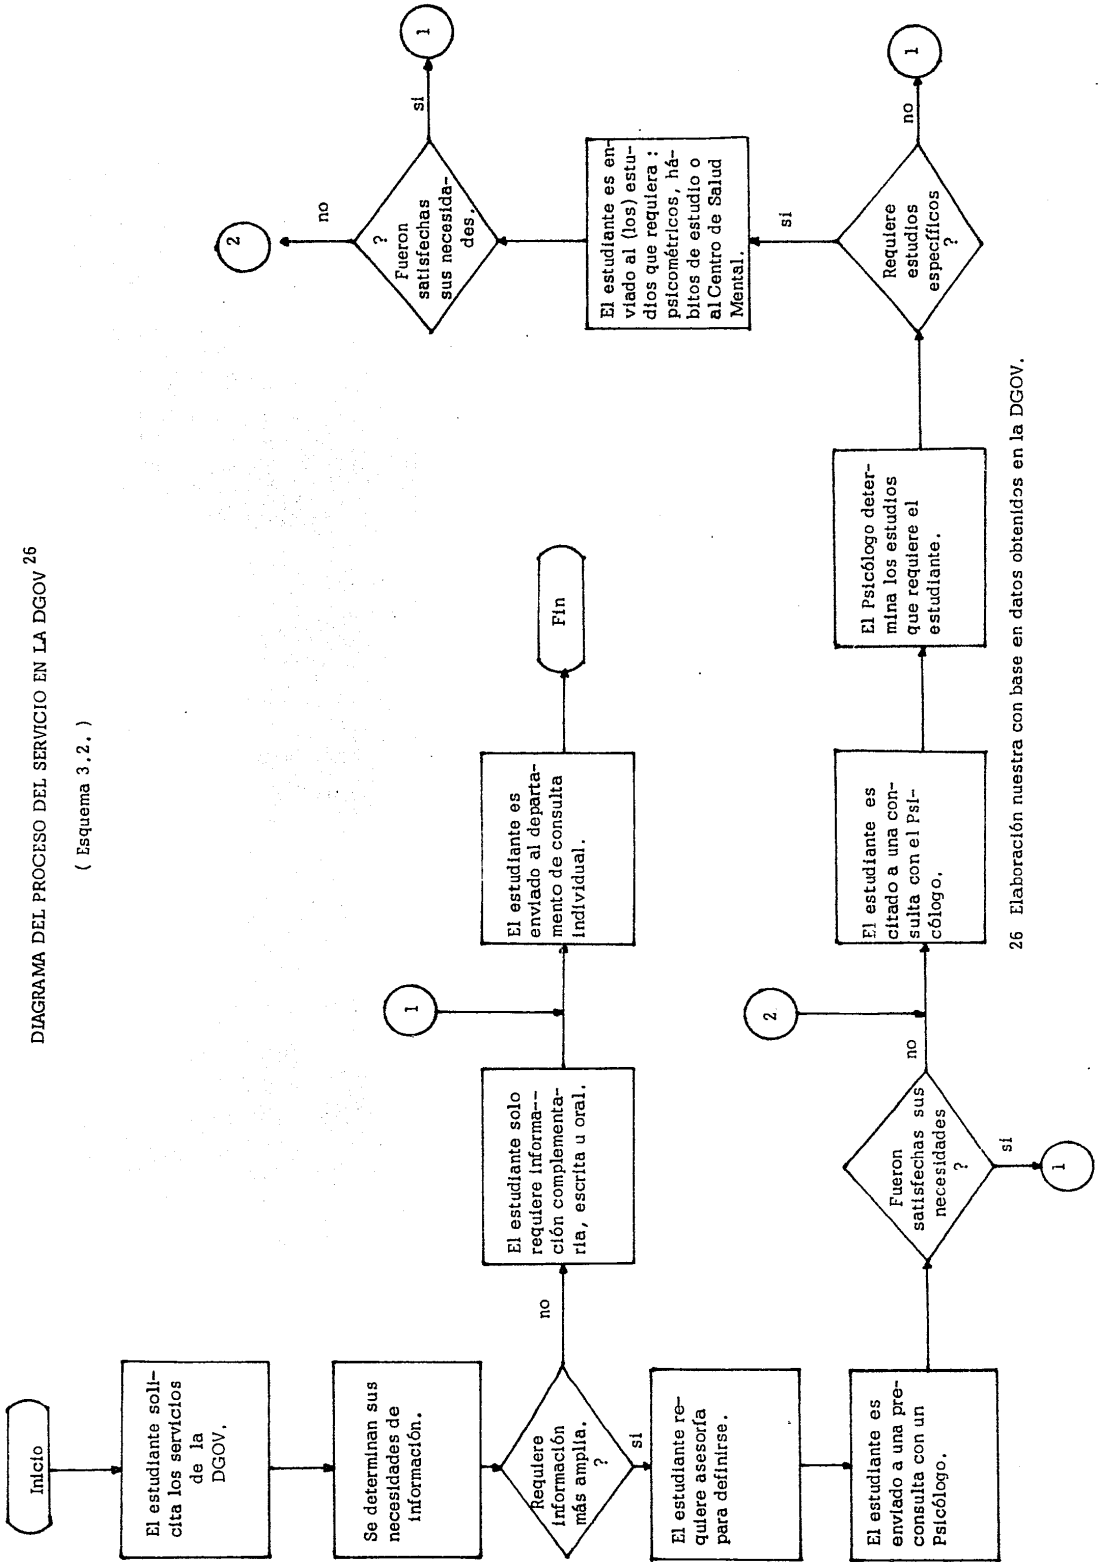 DIAGRAMA DEL PROCESO DEL SERVICIO EN LA DGOV 26
( Esquema 3.2. )
Inicio
El estudiante soli-
cita los servicios
de la
DGOV.
Se determinan sus
necesidades de
información.
Requiere
información
más amplia.
?
no
El estudiante solo
requiere informa--
ción complementa-
ria, escrita u oral.
1
El estudiante es
enviado al departa-
mento de consulta
individual.
Fin
si
El estudiante re-
quiere asesoría
para definirse.
El estudiante es
enviado a una pre-
consulta con un
Psicólogo.
Fueron
satisfechas sus
necesidades
?
si
1
no
2
El estudiante es
citado a una con-
sulta con el Psi-
cólogo.
El Psicólogo deter-
mina los estudios
que requiere el
estudiante.
Requiere
estudios
específicos
?
no
1
si
El estudiante es en-
viado al (los) estu-
dios que requiera :
psicométricos, há-
bitos de estudio o
al Centro de Salud
Mental.
?
Fueron
satisfechas
sus necesida-
des.
si
1
no
2
26 Elaboración nuestra con base en datos obtenidos en la DGOV.